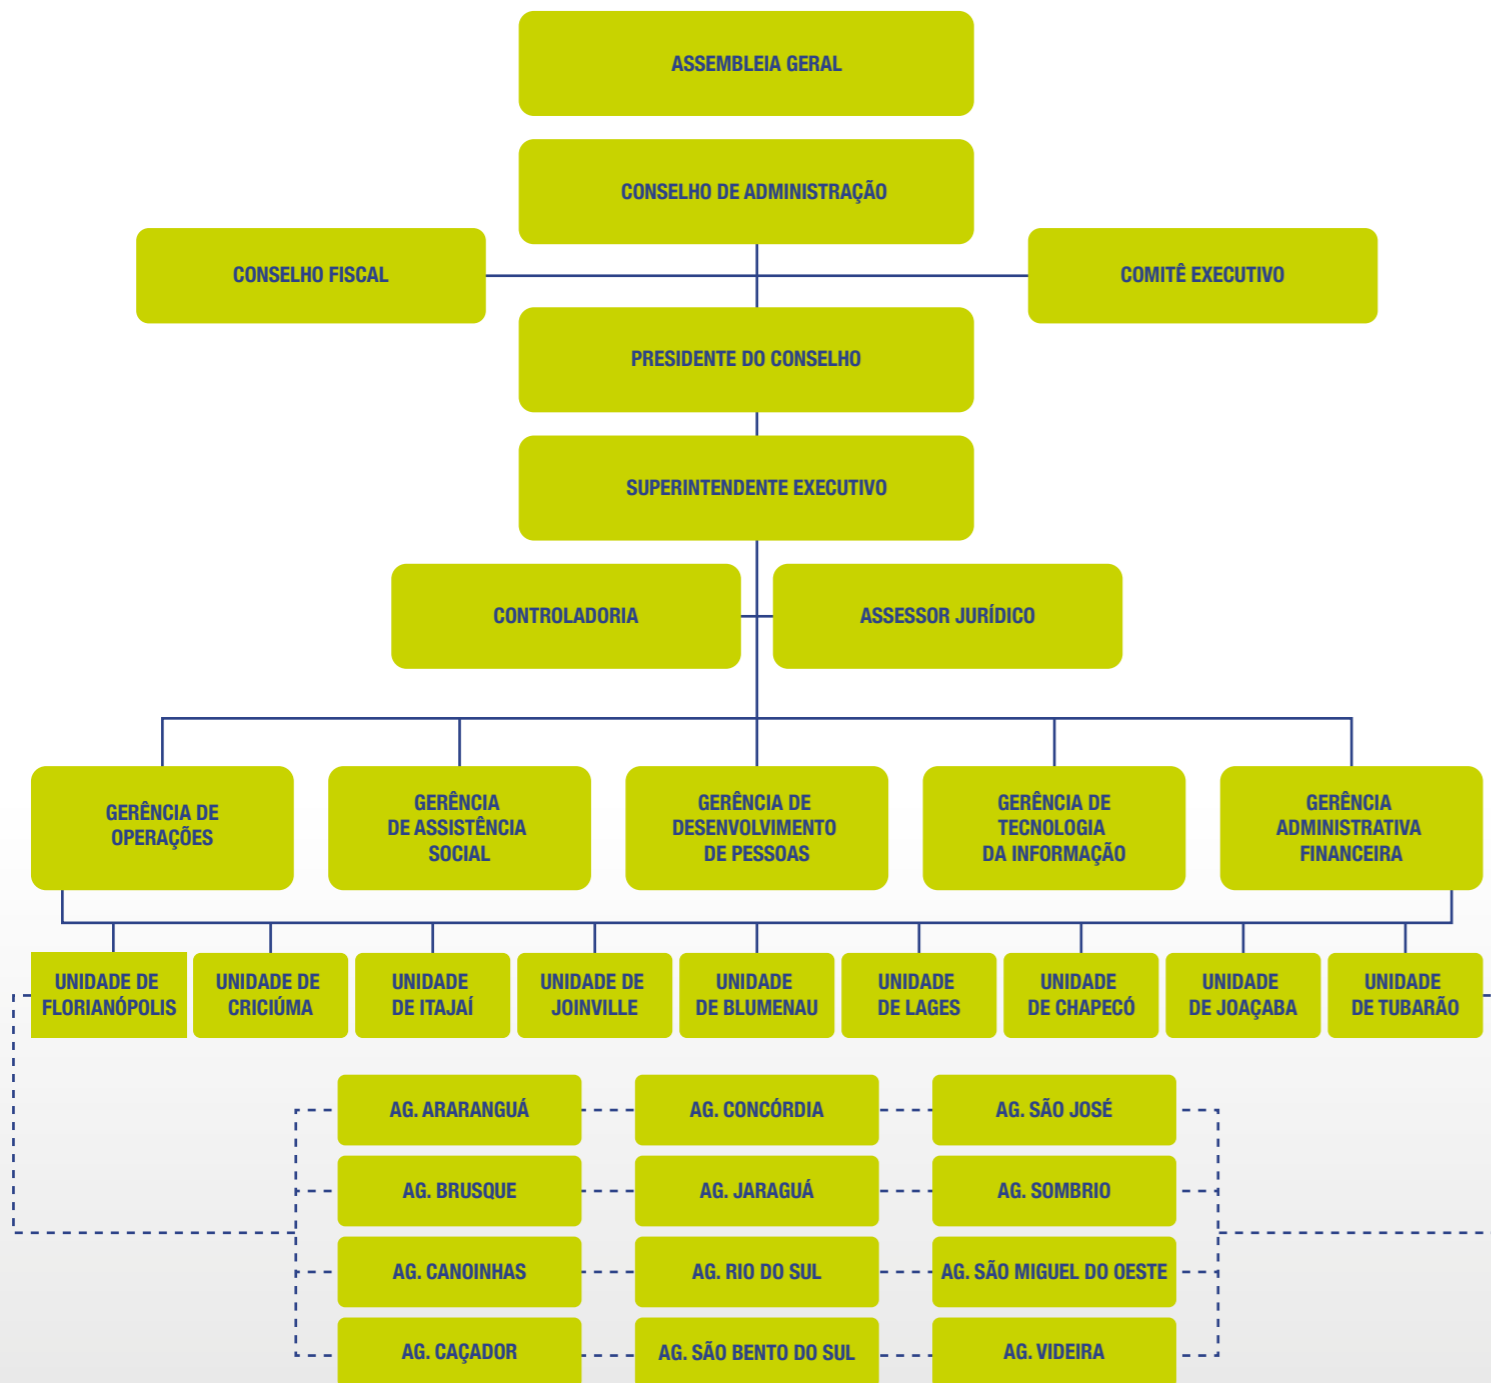 ASSEMBLEIA GERAL
CONSELHO DE ADMINISTRAÇÃO
CONSELHO FISCAL
COMITÊ EXECUTIVO
PRESIDENTE DO CONSELHO
SUPERINTENDENTE EXECUTIVO
CONTROLADORIA
ASSESSOR JURÍDICO
GERÊNCIA DE
OPERAÇÕES
GERÊNCIA
DE ASSISTÊNCIA
SOCIAL
GERÊNCIA DE
DESENVOLVIMENTO
DE PESSOAS
GERÊNCIA DE
TECNOLOGIA
DA INFORMAÇÃO
GERÊNCIA
ADMINISTRATIVA
FINANCEIRA
UNIDADE DE
FLORIANÓPOLIS
UNIDADE DE
CRICIÚMA
UNIDADE
DE ITAJAÍ
UNIDADE DE
JOINVILLE
UNIDADE
DE BLUMENAU
UNIDADE
DE LAGES
UNIDADE
DE CHAPECÓ
UNIDADE
DE JOAÇABA
UNIDADE
DE TUBARÃO
AG. ARARANGUÁ
AG. CONCÓRDIA
AG. SÃO JOSÉ
AG. BRUSQUE
AG. JARAGUÁ
AG. SOMBRIO
AG. CANOINHAS
AG. RIO DO SUL
AG. SÃO MIGUEL DO OESTE
AG. CAÇADOR
AG. SÃO BENTO DO SUL
AG. VIDEIRA